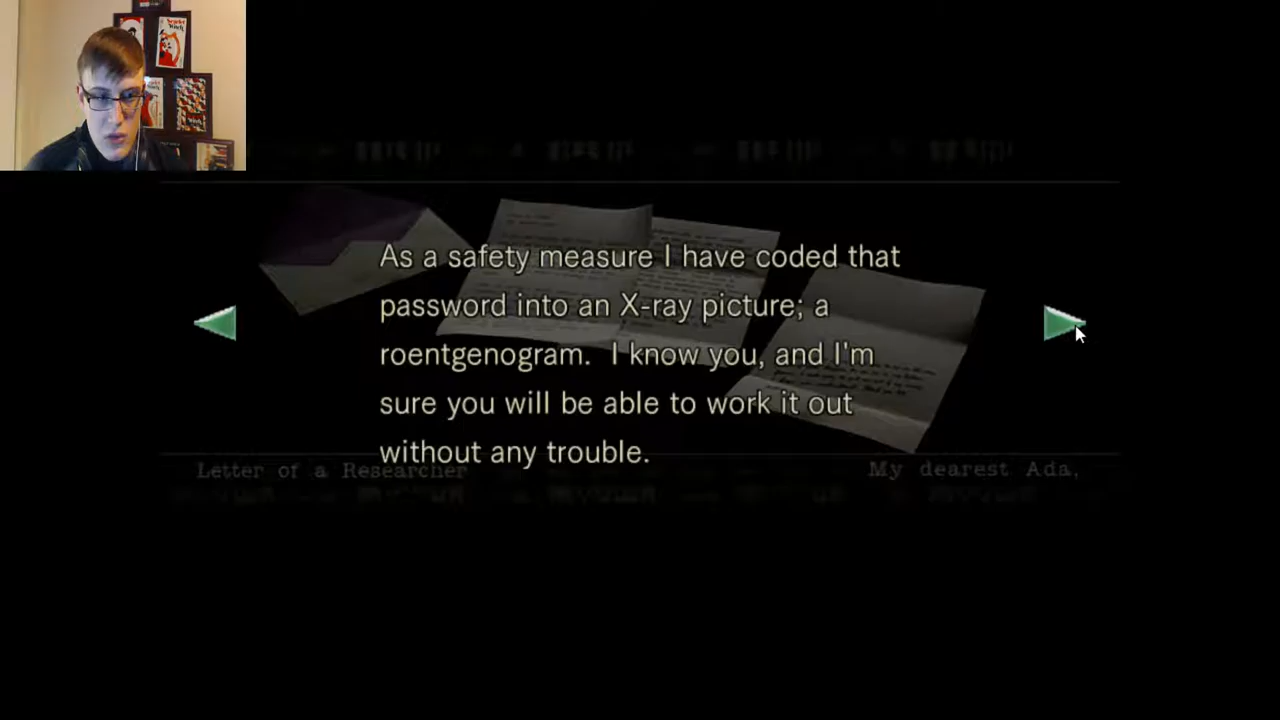 As a safety measure I have coded that
password into an X-ray picture; a
roentgenogram.  I know you, and I'm
sure you will be able to work it out
without any trouble.
Letter of a Researcher
My dearest Ada,